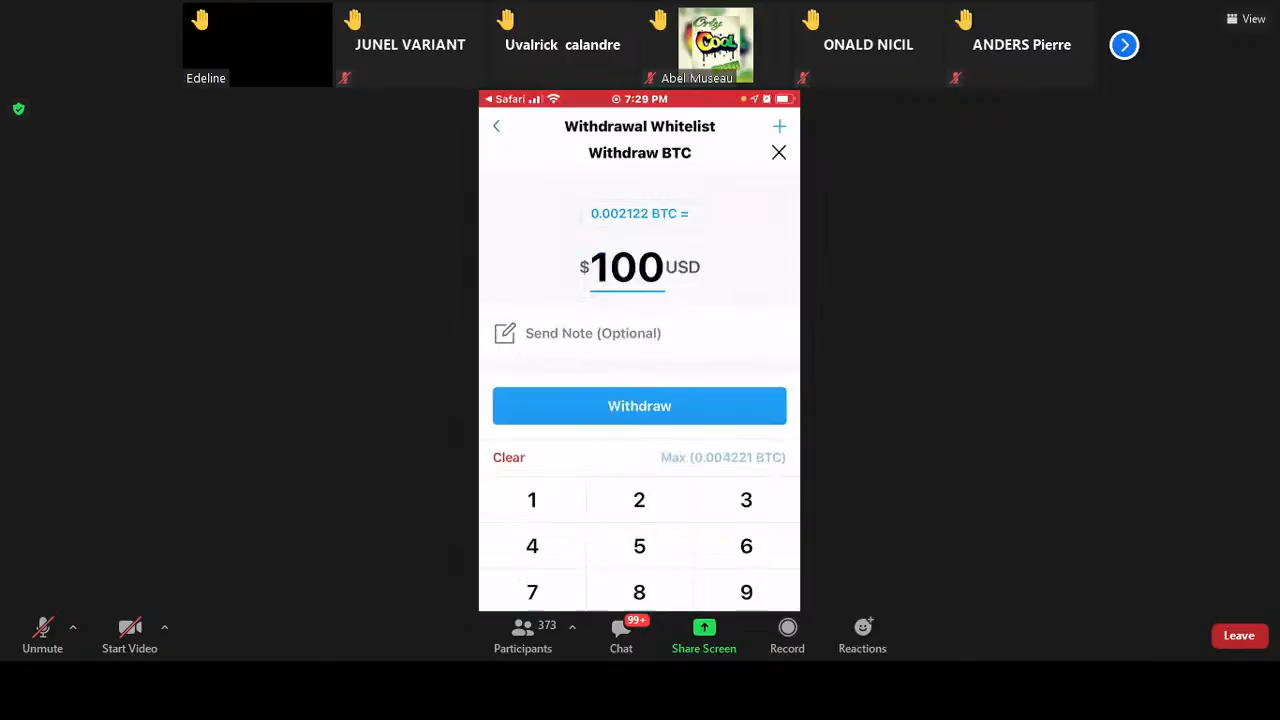 View
JUNEL VARIANT
Uvalrick calandre
ONALD NICIL
ANDERS Pierre
Edeline
Only
COOL
Abel Museau
Safari
7:29 PM
Withdrawal Whitelist
Withdraw BTC
0.002122 BTC =
$100 USD
Send Note (Optional)
Withdraw
Clear
Max (0.004221 BTC)
1 2 3
4 5 6
7 8 9
373
99+
Unmute
Start Video
Participants
Chat
Share Screen
Record
Reactions
Leave